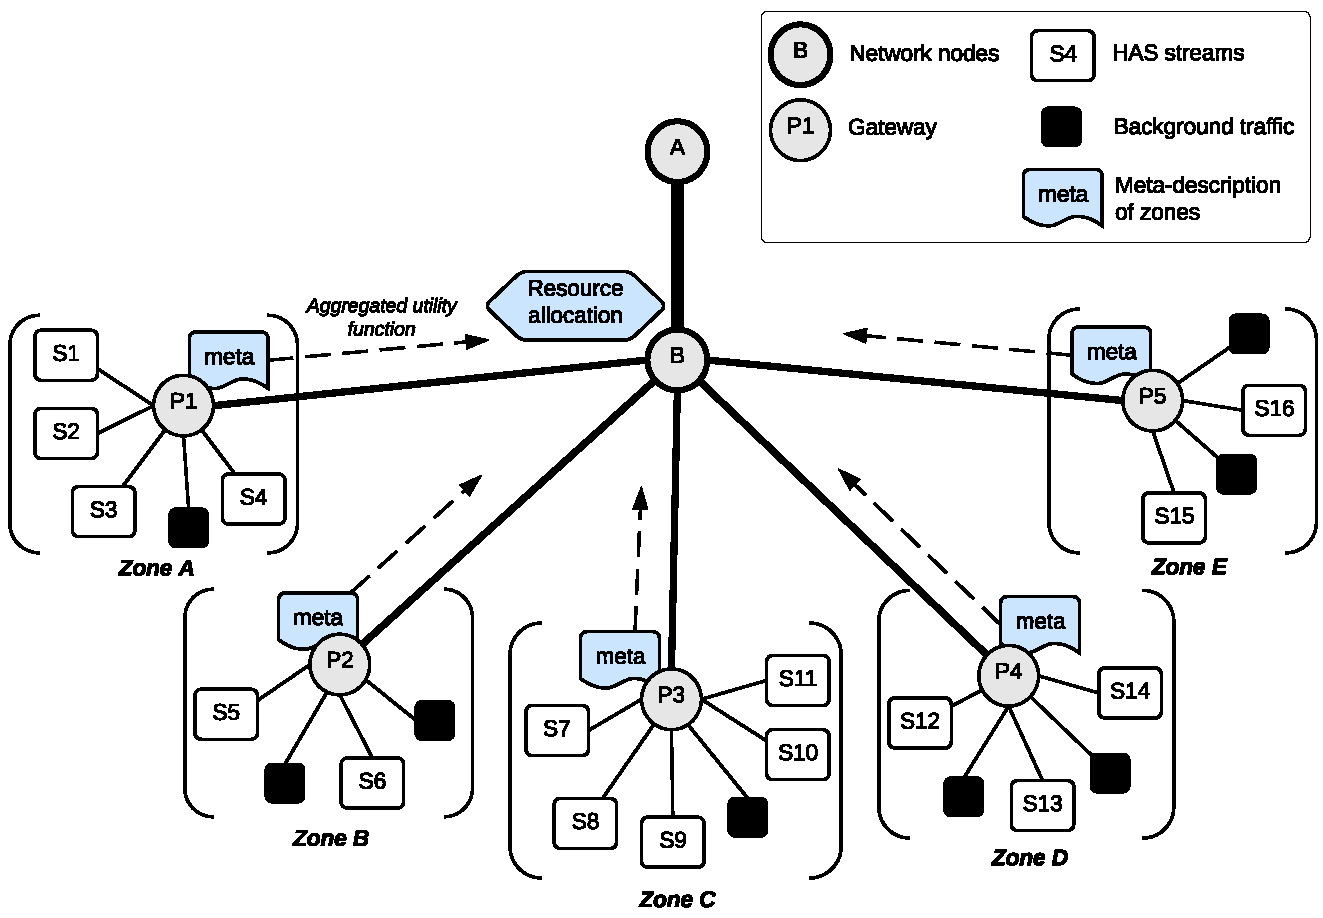 B
Network nodes
S4
HAS streams
P1
Gateway
Background traffic
meta
Meta-description
of zones
A
Resource
allocation
B
Aggregated utility
function
S1
meta
P1
S2
S3
S4
Zone A
meta
P5
S16
S15
Zone E
meta
P2
S5
S6
Zone B
meta
P3
S11
S7
S10
S8
S9
Zone C
meta
P4
S14
S12
S13
Zone D